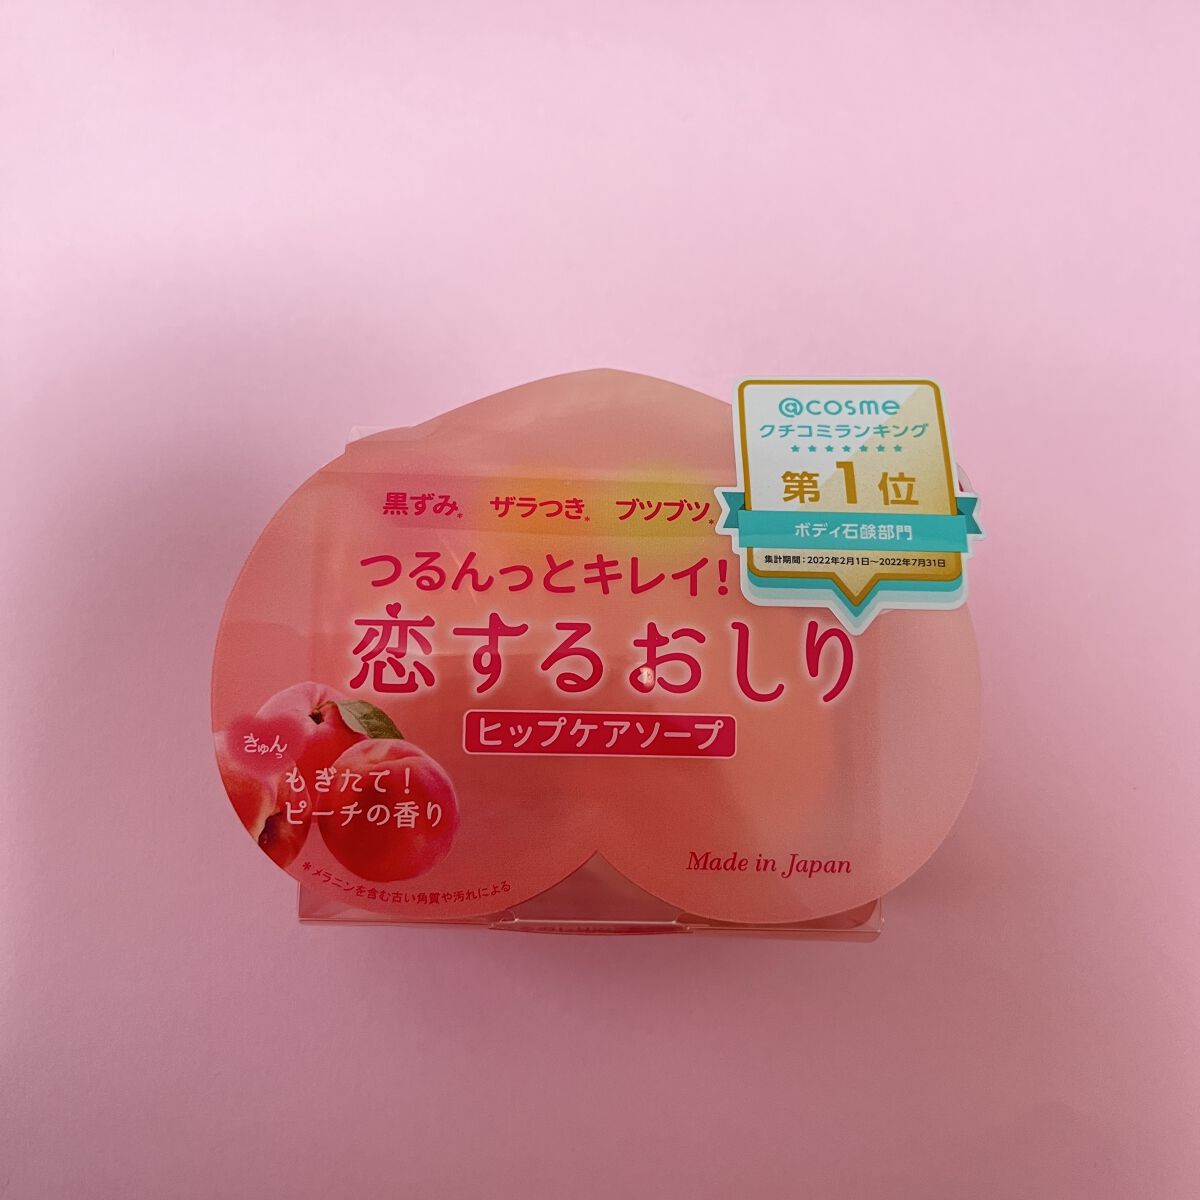 @cosme
クチコミランキング
第1位
ボディ石鹸部門
集計期間：2022年2月1日～2022年7月31日
黒ずみ* ザラつき* ブツブツ*
つるんっとキレイ!
恋するおしり
ヒップケアソープ
きゅんっ
もぎたて!
ピーチの香り
*メラニンを含む古い角質や汚れによる
Made in Japan